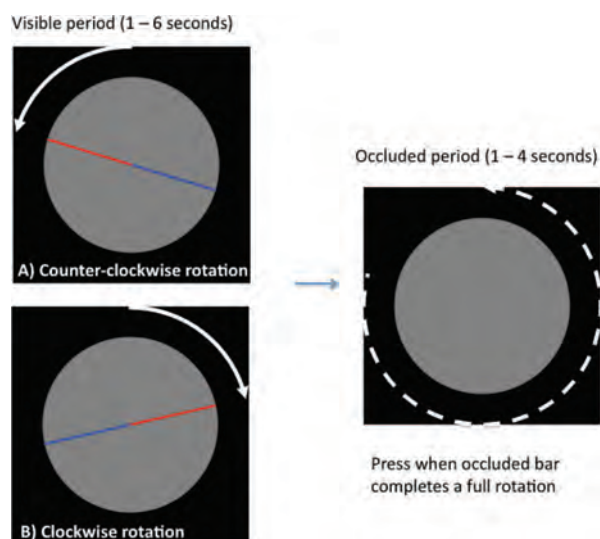 Visible period (1 – 6 seconds)
A) Counter-clockwise rotation
B) Clockwise rotation
Occluded period (1 – 4 seconds)
Press when occluded bar
completes a full rotation